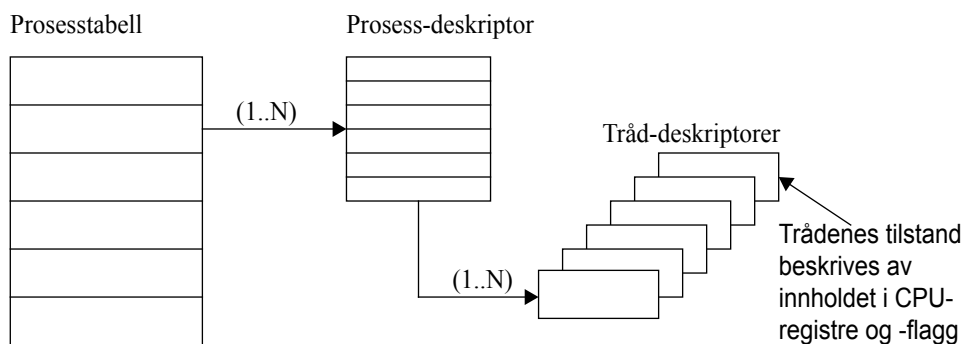 Prosesstabell
Prosess-deskriptor
(1..N)
Tråd-deskriptorer
(1..N)
Trådenes tilstand
beskrives av
innholdet i CPU-
registre og -flagg